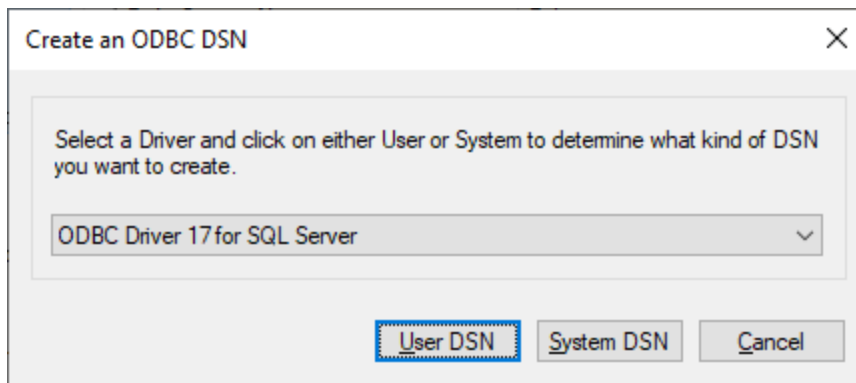 Create an ODBC DSN
Select a Driver and click on either User or System to determine what kind of DSN
you want to create.
ODBC Driver 17 for SQL Server
User DSN
System DSN
Cancel